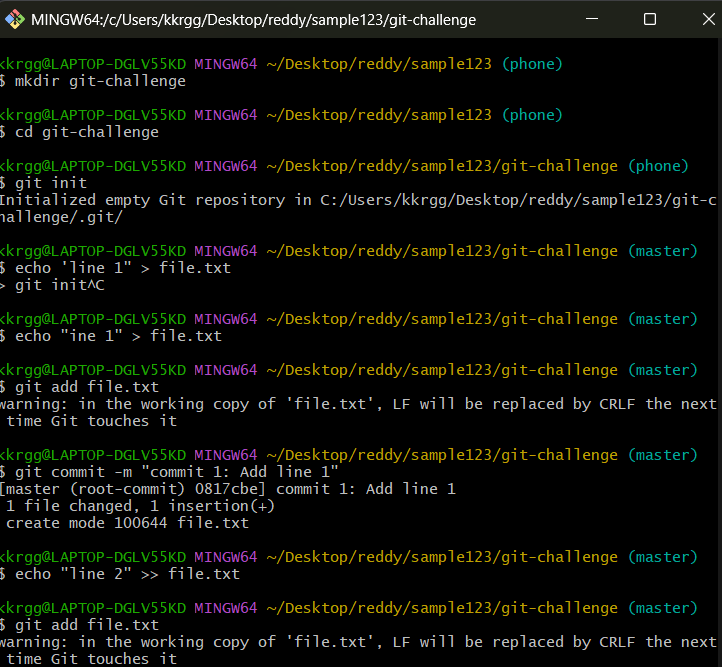 MINGW64:/c/Users/kkrgg/Desktop/reddy/sample123/git-challenge
kkrgg@LAPTOP-DGLV55KD MINGW64 ~/Desktop/reddy/sample123 (phone)
$ mkdir git-challenge
kkrgg@LAPTOP-DGLV55KD MINGW64 ~/Desktop/reddy/sample123 (phone)
$ cd git-challenge
kkrgg@LAPTOP-DGLV55KD MINGW64 ~/Desktop/reddy/sample123/git-challenge (phone)
$ git init
Initialized empty Git repository in C:/Users/kkrgg/Desktop/reddy/sample123/git-c
hallenge/.git/
kkrgg@LAPTOP-DGLV55KD MINGW64 ~/Desktop/reddy/sample123/git-challenge (master)
$ echo 'line 1" > file.txt
> git init^C
kkrgg@LAPTOP-DGLV55KD MINGW64 ~/Desktop/reddy/sample123/git-challenge (master)
$ echo "ine 1" > file.txt
kkrgg@LAPTOP-DGLV55KD MINGW64 ~/Desktop/reddy/sample123/git-challenge (master)
$ git add file.txt
warning: in the working copy of 'file.txt', LF will be replaced by CRLF the next
time Git touches it
kkrgg@LAPTOP-DGLV55KD MINGW64 ~/Desktop/reddy/sample123/git-challenge (master)
$ git commit -m "commit 1: Add line 1"
[master (root-commit) 0817cbe] commit 1: Add line 1
1 file changed, 1 insertion(+)
create mode 100644 file.txt
kkrgg@LAPTOP-DGLV55KD MINGW64 ~/Desktop/reddy/sample123/git-challenge (master)
$ echo "line 2" >> file.txt
kkrgg@LAPTOP-DGLV55KD MINGW64 ~/Desktop/reddy/sample123/git-challenge (master)
$ git add file.txt
warning: in the working copy of 'file.txt', LF will be replaced by CRLF the next
time Git touches it